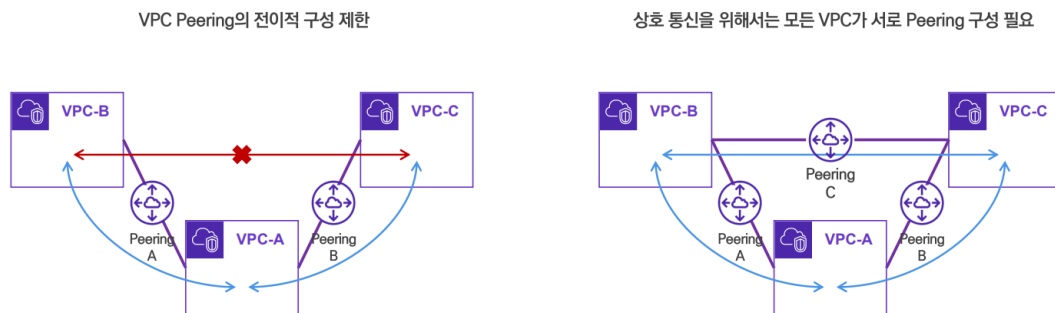 VPC Peering의 전이적 구성 제한
VPC-B
VPC-C
Peering
A
VPC-A
Peering
B
상호 통신을 위해서는 모든 VPC가 서로 Peering 구성 필요
VPC-B
VPC-C
Peering
C
Peering
A
VPC-A
Peering
B